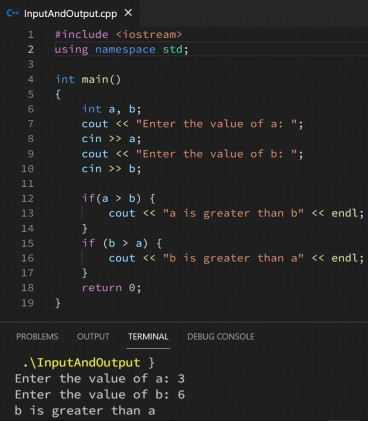 C++ InputAndOutput.cpp ×
1 #include <iostream>
2 using namespace std;
3
4 int main()
5 {
6 int a, b;
7 cout << "Enter the value of a: ";
8 cin >> a;
9 cout << "Enter the value of b: ";
10 cin >> b;
11
12 if(a > b) {
13 cout << "a is greater than b" << endl;
14 }
15 if (b > a) {
16 cout << "b is greater than a" << endl;
17 }
18 return 0;
19 }
PROBLEMS OUTPUT TERMINAL DEBUG CONSOLE
.\InputAndOutput }
Enter the value of a: 3
Enter the value of b: 6
b is greater than a